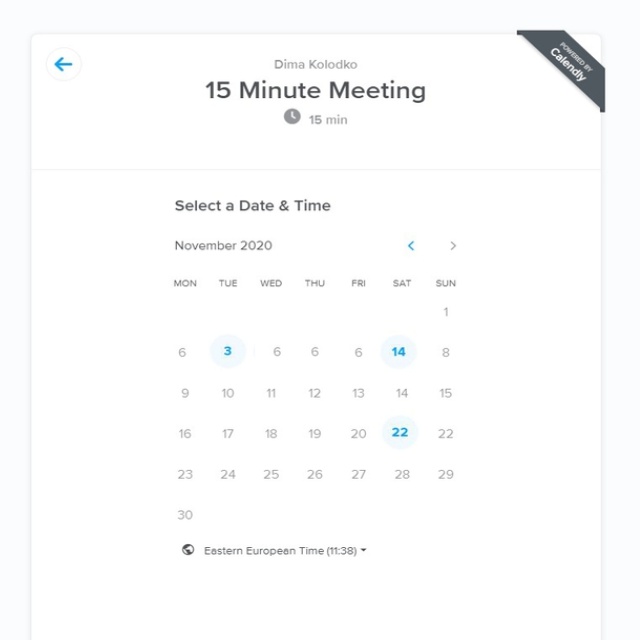 POWERED BY
Calendly
Dima Kolodko
15 Minute Meeting
15 min
Select a Date & Time
November 2020
MON TUE WED THU FRI SAT SUN
1
6 3 6 6 6 14 8
9 10 11 12 13 14 15
16 17 18 19 20 22 22
23 24 25 26 27 28 29
30
Eastern European Time (11:38)